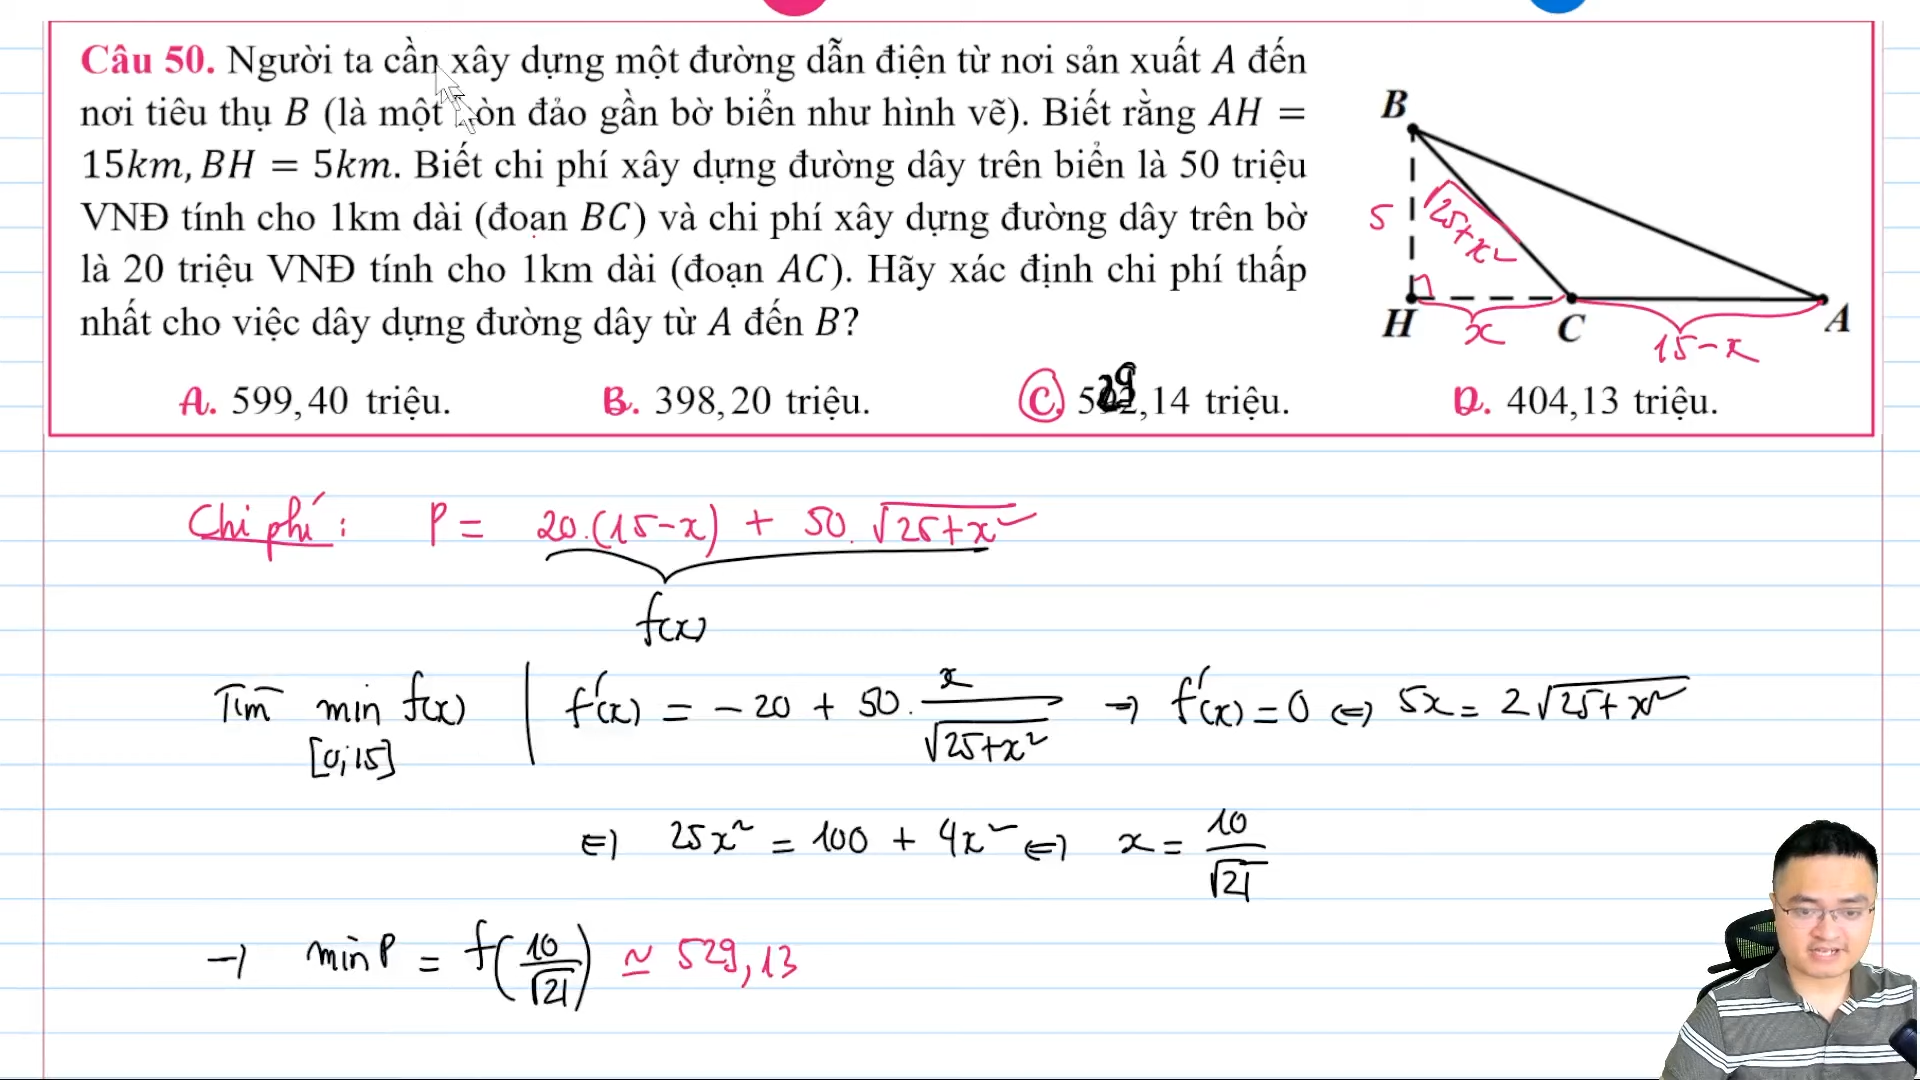 Câu 50. Người ta cần xây dựng một đường dẫn điện từ nơi sản xuất A đến
nơi tiêu thụ B (là một hòn đảo gần bờ biển như hình vẽ). Biết rằng AH =
15km, BH = 5km. Biết chi phí xây dựng đường dây trên biển là 50 triệu
VNĐ tính cho 1km dài (đoạn BC) và chi phí xây dựng đường dây trên bờ
là 20 triệu VNĐ tính cho 1km dài (đoạn AC). Hãy xác định chi phí thấp
nhất cho việc dây dựng đường dây từ A đến B?
A. 599,40 triệu. B. 398,20 triệu. C. 529,14 triệu. D. 404,13 triệu.
B
5 √25+x²
H x C 15-x A
Chi phí: P = 20.(15-x) + 50.√25+x²
f(x)
Tìm min f(x) | f'(x) = -20 + 50. x/√25+x² → f'(x) = 0 ⇔ 5x = 2√25+x²
[0;15]
⇔ 25x² = 100 + 4x² ⇔ x = 10/√21
→ min P = f(10/√21) ≃ 529,13